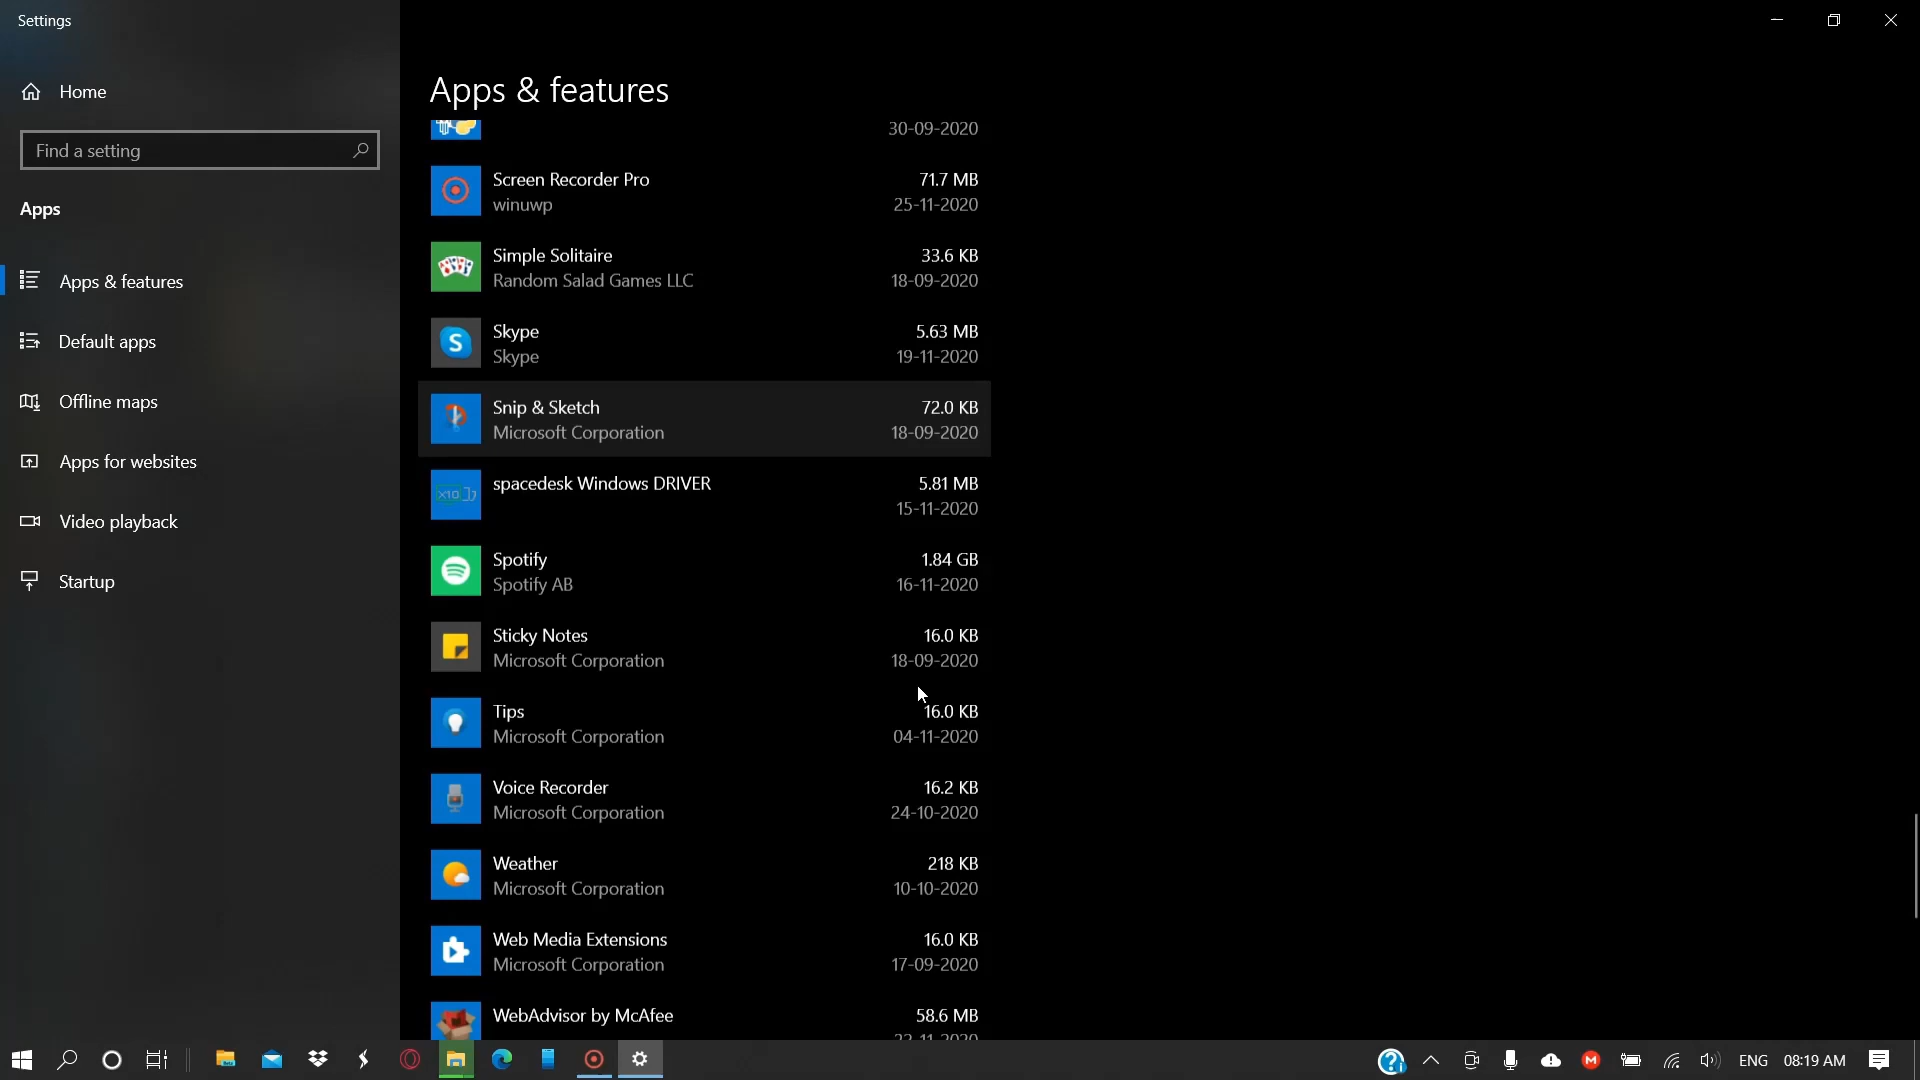 Settings
Home
Find a setting
Apps
Apps & features
Default apps
Offline maps
Apps for websites
Video playback
Startup
Apps & features
30-09-2020
Screen Recorder Pro 71.7 MB
winuwp 25-11-2020
Simple Solitaire 33.6 KB
Random Salad Games LLC 18-09-2020
Skype 5.63 MB
Skype 19-11-2020
Snip & Sketch 72.0 KB
Microsoft Corporation 18-09-2020
spacedesk Windows DRIVER 5.81 MB
15-11-2020
Spotify 1.84 GB
Spotify AB 16-11-2020
Sticky Notes 16.0 KB
Microsoft Corporation 18-09-2020
Tips 16.0 KB
Microsoft Corporation 04-11-2020
Voice Recorder 16.2 KB
Microsoft Corporation 24-10-2020
Weather 218 KB
Microsoft Corporation 10-10-2020
Web Media Extensions 16.0 KB
Microsoft Corporation 17-09-2020
WebAdvisor by McAfee 58.6 MB
ENG 08:19 AM